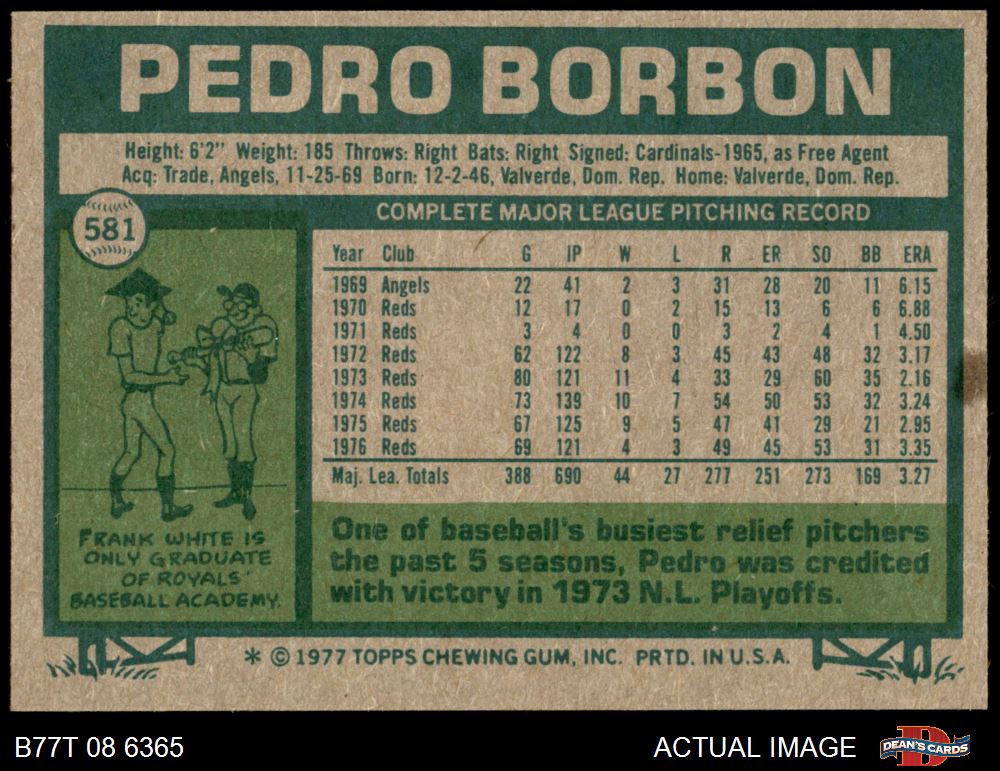 PEDRO BORBON
Height: 6'2" Weight: 185 Throws: Right Bats: Right Signed: Cardinals-1965, as Free Agent
Acq: Trade, Angels, 11-25-69 Born: 12-2-46, Valverde, Dom. Rep. Home: Valverde, Dom. Rep.
581
COMPLETE MAJOR LEAGUE PITCHING RECORD
Year Club G IP W L R ER SO BB ERA
1969 Angels 22 41 2 3 31 28 20 11 6.15
1970 Reds 12 17 0 2 15 13 6 6 6.88
1971 Reds 3 4 0 0 3 2 4 1 4.50
1972 Reds 62 122 8 3 45 43 48 32 3.17
1973 Reds 80 121 11 4 33 29 60 35 2.16
1974 Reds 73 139 10 7 54 50 53 32 3.24
1975 Reds 67 125 9 5 47 41 29 21 2.95
1976 Reds 69 121 4 3 49 45 53 31 3.35
Maj. Lea. Totals 388 690 44 27 277 251 273 169 3.27
FRANK WHITE IS
ONLY GRADUATE
OF ROYALS'
BASEBALL ACADEMY.
One of baseball's busiest relief pitchers
the past 5 seasons, Pedro was credited
with victory in 1973 N.L. Playoffs.
* © 1977 TOPPS CHEWING GUM, INC. PRTD. IN U.S.A.
B77T 08 6365
ACTUAL IMAGE
DEAN'S CARDS